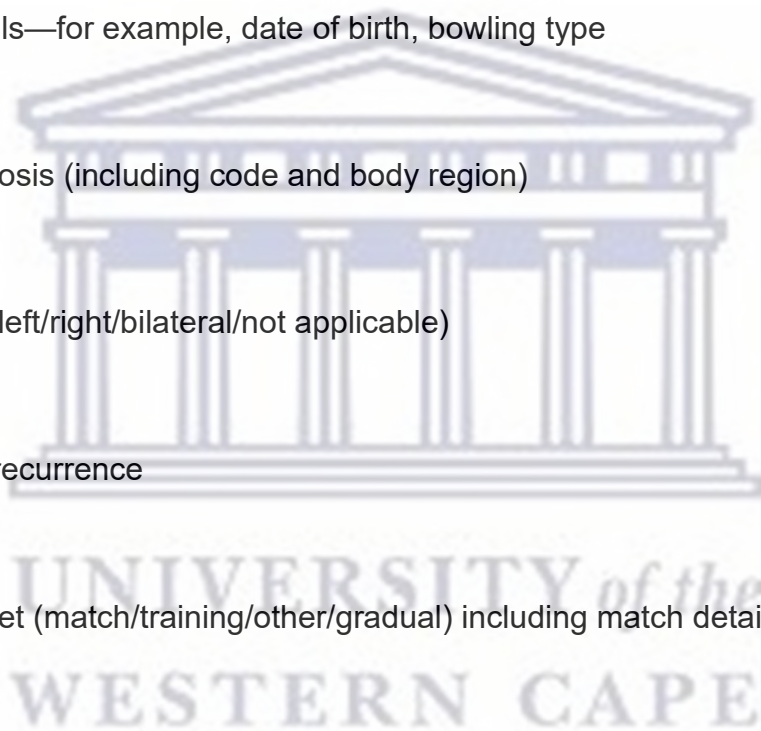 ls—for example, date of birth, bowling type
osis (including code and body region)
left/right/bilateral/not applicable)
recurrence
et (match/training/other/gradual) including match detai
UNIVERSITY of the
WESTERN CAPE